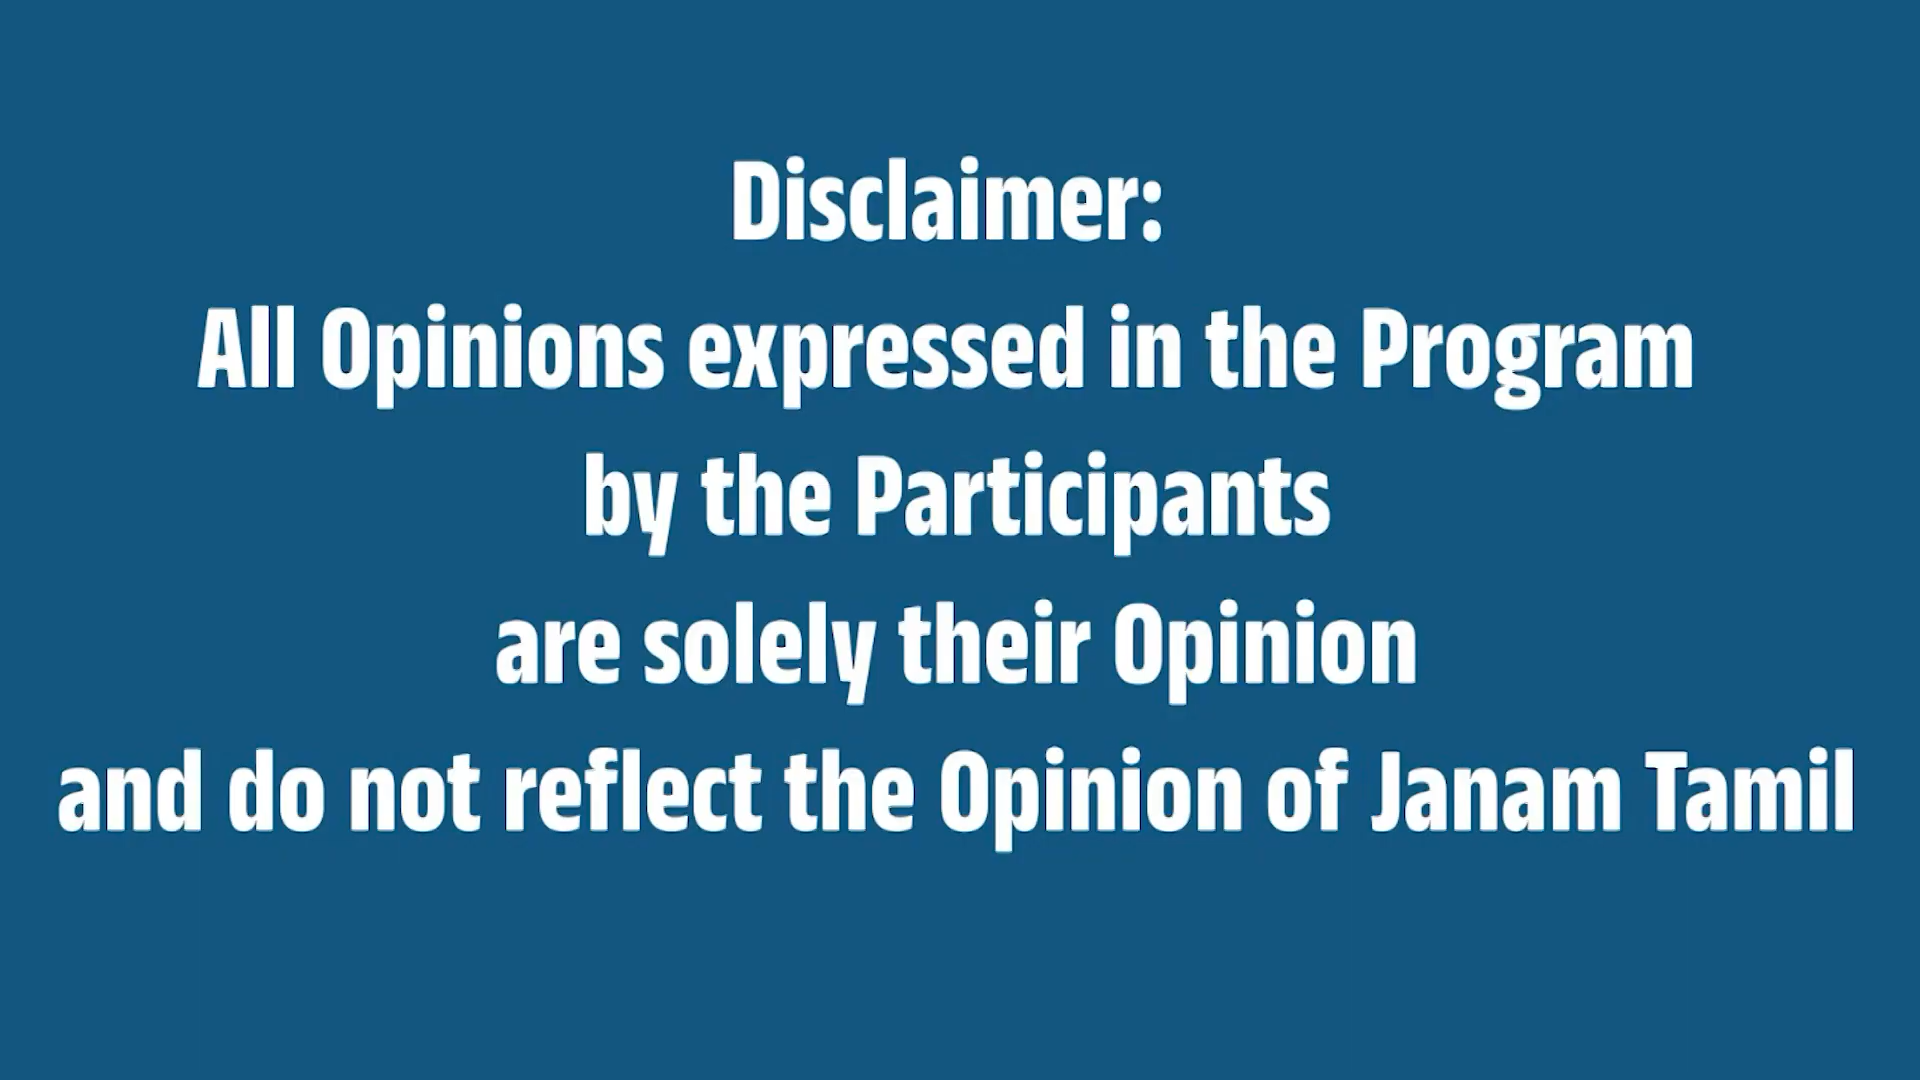 Disclaimer:
All Opinions expressed in the Program
by the Participants
are solely their Opinion
and do not reflect the Opinion of Janam Tamil